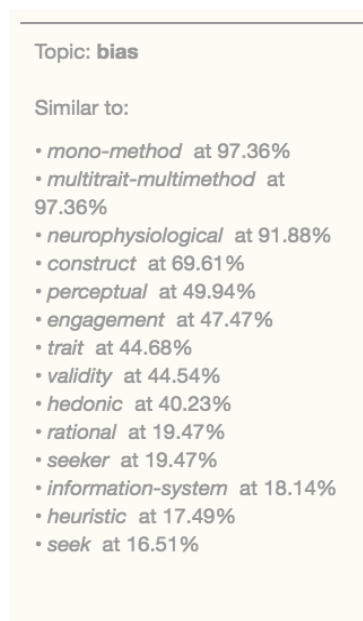 Topic: bias
Similar to:
• mono-method at 97.36%
• multitrait-multimethod at
97.36%
• neurophysiological at 91.88%
• construct at 69.61%
• perceptual at 49.94%
• engagement at 47.47%
• trait at 44.68%
• validity at 44.54%
• hedonic at 40.23%
• rational at 19.47%
• seeker at 19.47%
• information-system at 18.14%
• heuristic at 17.49%
• seek at 16.51%